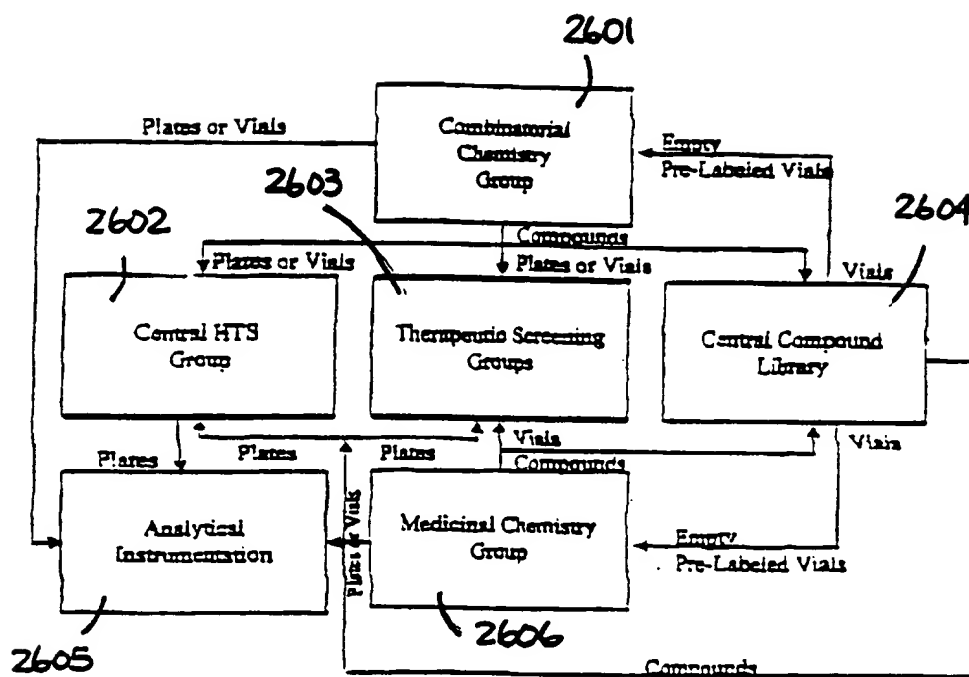 2601
Plates or Vials
Combinatorial
Chemistry
Group
Empty
Pre-Labeled Vials
2603
2604
2602
Compounds
Plates or Vials
Plates or Vials
Vials
Central HTS
Group
Therapeutic Screening
Groups
Central Compound
Library
Vials
Vials
Plates
Plates
Plates
Compounds
Plates or Vials
Analytical
Instrumentation
Medicinal Chemistry
Group
Empty
Pre-Labeled Vials
2605
2606
Compounds